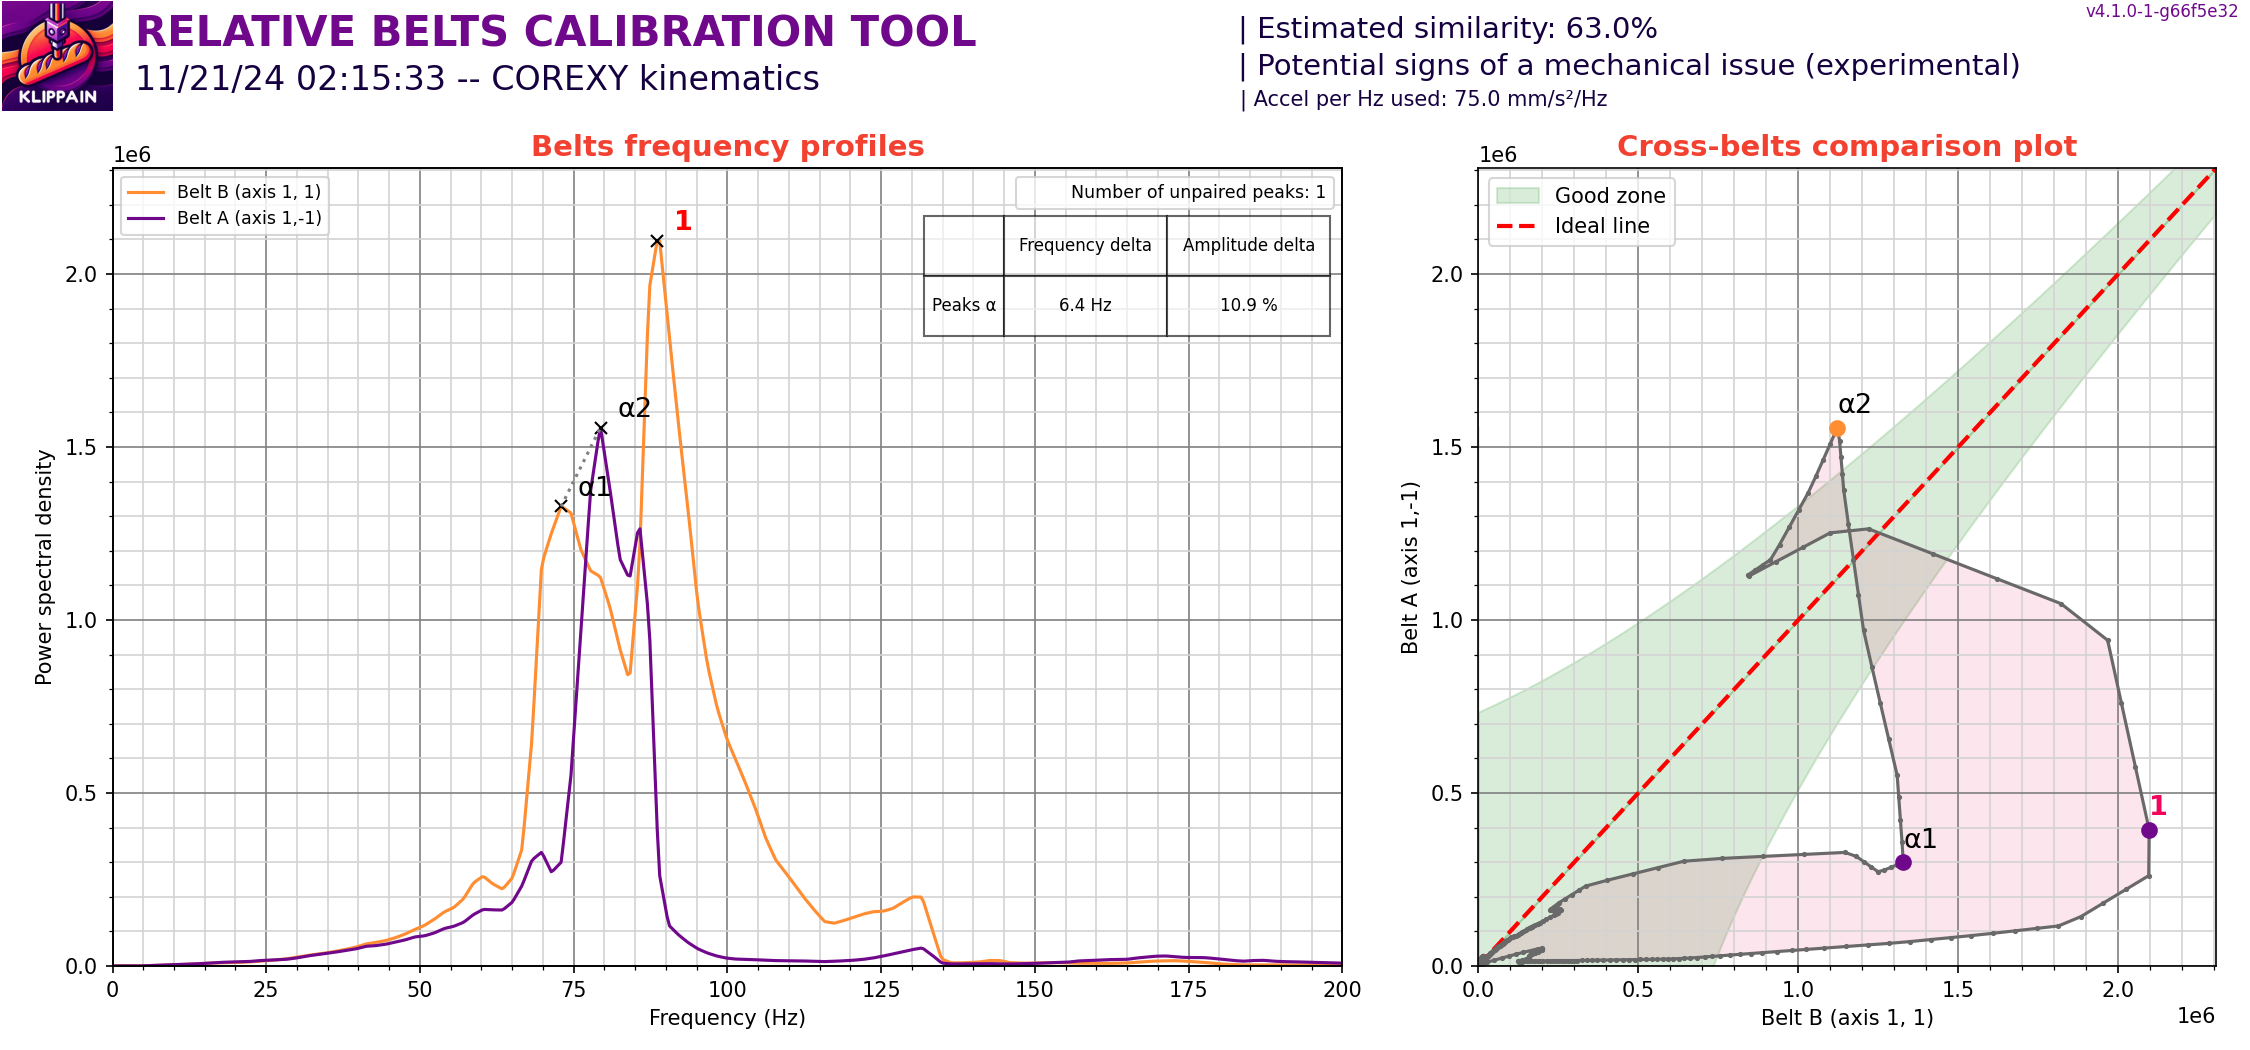 KLIPPAIN
RELATIVE BELTS CALIBRATION TOOL
11/21/24 02:15:33 -- COREXY kinematics
| Estimated similarity: 63.0%
| Potential signs of a mechanical issue (experimental)
| Accel per Hz used: 75.0 mm/s²/Hz
v4.1.0-1-g66f5e32
Belts frequency profiles
1e6
Belt B (axis 1, 1)
Belt A (axis 1,-1)
Number of unpaired peaks: 1
Frequency delta Amplitude delta
Peaks α 6.4 Hz 10.9 %
1
α2
α1
Power spectral density
2.0
1.5
1.0
0.5
0.0
0 25 50 75 100 125 150 175 200
Frequency (Hz)
Cross-belts comparison plot
1e6
Good zone
Ideal line
α2
1
α1
Belt A (axis 1,-1)
2.0
1.5
1.0
0.5
0.0
0.0 0.5 1.0 1.5 2.0
Belt B (axis 1, 1)
1e6